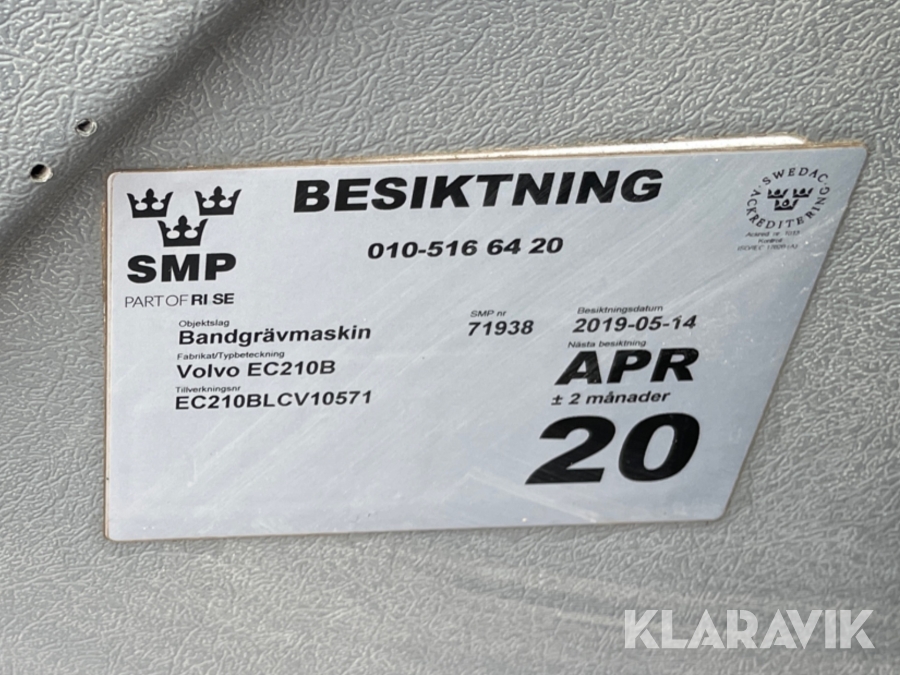 BESIKTNING
010-516 64 20
SWEDAC
ACKREDITERING
SMP
PART OF RI SE
Objektslag
Bandgrävmaskin
Fabrikat/Typbeteckning
Volvo EC210B
Tillverkningsnr
EC210BLCV10571
SMP nr
71938
Besiktningsdatum
2019-05-14
Nästa besiktning
APR
± 2 månader
20
KLARAVIK